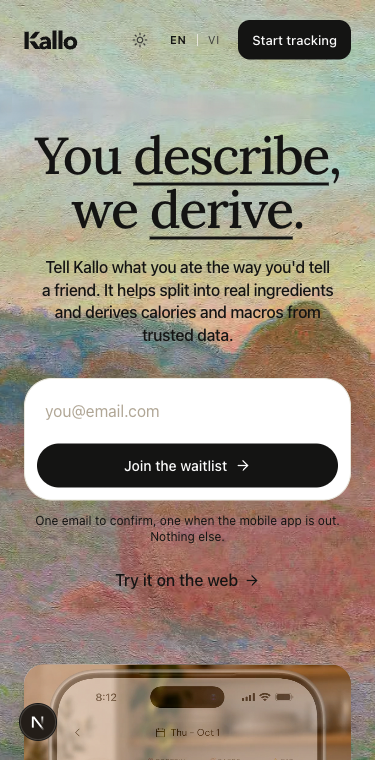 Kallo
EN | VI
Start tracking
You describe,
we derive.
Tell Kallo what you ate the way you'd tell
a friend. It helps split into real ingredients
and derives calories and macros from
trusted data.
you@email.com
Join the waitlist →
One email to confirm, one when the mobile app is out.
Nothing else.
Try it on the web →
8:12
Thu - Oct 1
N